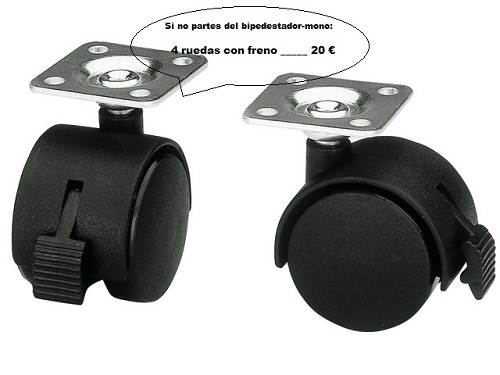 Si no partes del bipedestador-mono:
4 ruedas con freno _____ 20 €